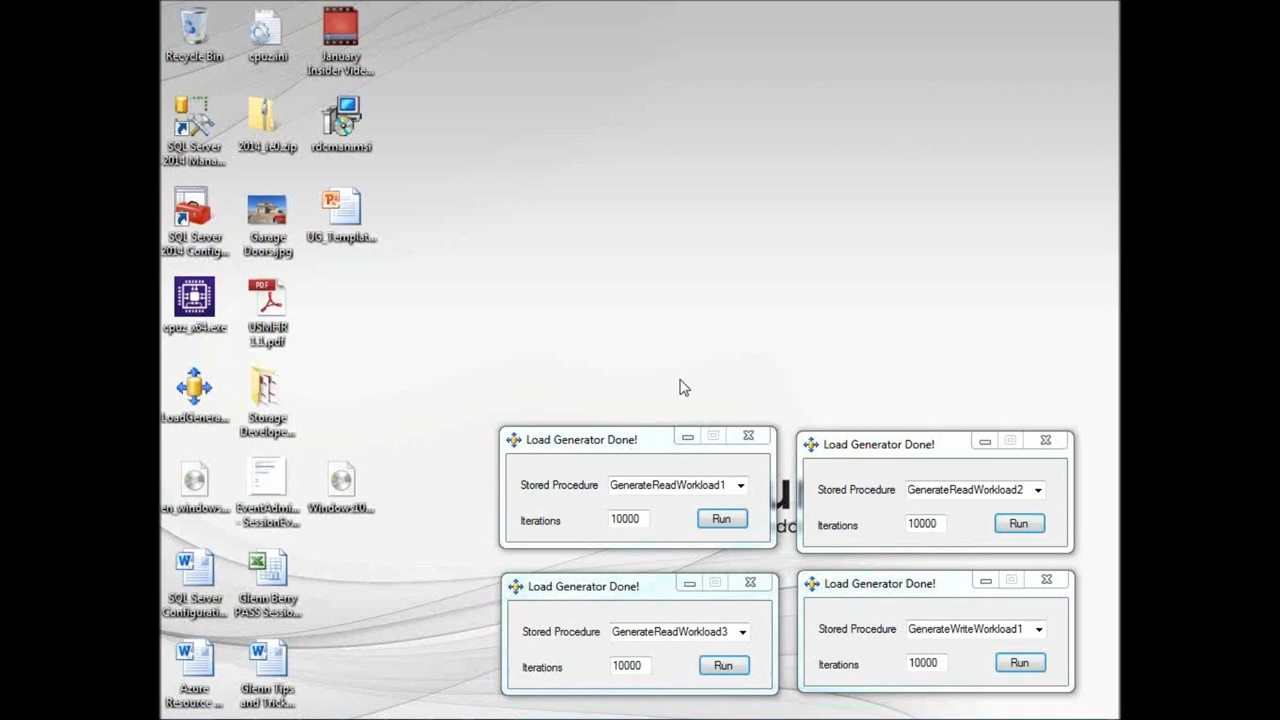 Recycle Bin
cpuz.ini
January
Insider Vide...
SQL Server
2014 Mana...
2014_ie0.zip
rdcman.msi
SQL Server
2014 Config...
Garage
Doors.jpg
UG_Templat...
cpuz_x64.exe
PDF
USMHR
1.1.pdf
LoadGenera...
Storage
Develope...
en_windows...
EventAdmi...
- SessionEv...
Windows10...
SQL Server
Configurati...
Glenn Berry
PASS Sessio...
Azure
Resource ...
Glenn Tips
and Trick...
Load Generator Done!
Stored Procedure GenerateReadWorkload1
Iterations 10000 Run
Load Generator Done!
Stored Procedure GenerateReadWorkload2
Iterations 10000 Run
Load Generator Done!
Stored Procedure GenerateReadWorkload3
Iterations 10000 Run
Load Generator Done!
Stored Procedure GenerateWriteWorkload1
Iterations 10000 Run